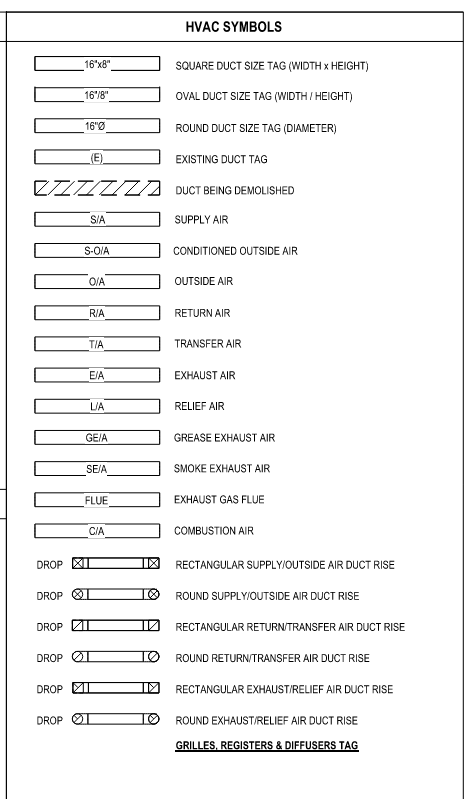 HVAC SYMBOLS
16"x8" SQUARE DUCT SIZE TAG (WIDTH x HEIGHT)
16"/8" OVAL DUCT SIZE TAG (WIDTH / HEIGHT)
16"Ø ROUND DUCT SIZE TAG (DIAMETER)
(E) EXISTING DUCT TAG
DUCT BEING DEMOLISHED
S/A SUPPLY AIR
S-O/A CONDITIONED OUTSIDE AIR
O/A OUTSIDE AIR
R/A RETURN AIR
T/A TRANSFER AIR
E/A EXHAUST AIR
L/A RELIEF AIR
GE/A GREASE EXHAUST AIR
SE/A SMOKE EXHAUST AIR
FLUE EXHAUST GAS FLUE
C/A COMBUSTION AIR
DROP RECTANGULAR SUPPLY/OUTSIDE AIR DUCT RISE
DROP ROUND SUPPLY/OUTSIDE AIR DUCT RISE
DROP RECTANGULAR RETURN/TRANSFER AIR DUCT RISE
DROP ROUND RETURN/TRANSFER AIR DUCT RISE
DROP RECTANGULAR EXHAUST/RELIEF AIR DUCT RISE
DROP ROUND EXHAUST/RELIEF AIR DUCT RISE
GRILLES, REGISTERS & DIFFUSERS TAG